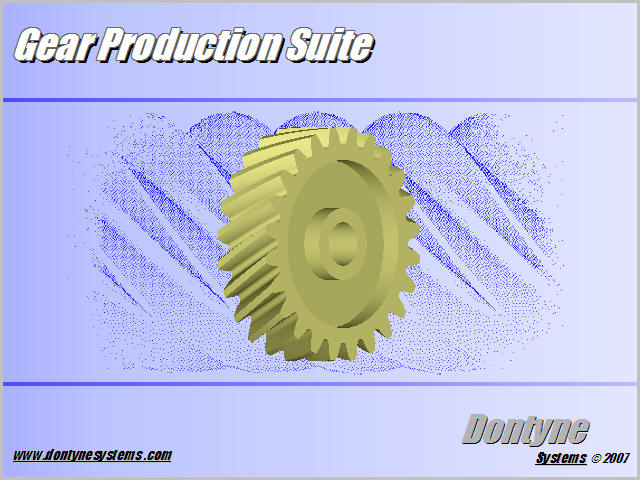 Gear Production Suite
Dontyne
www.dontynesystems.com
Systems © 2007